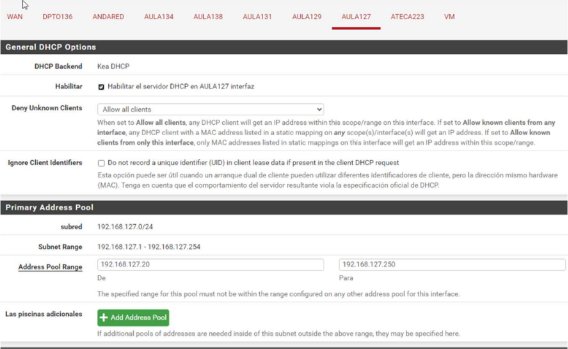 WAN DPTO136 ANDARED AULA134 AULA138 AULA131 AULA129 AULA127 ATECA223 VM
General DHCP Options
DHCP Backend Kea DHCP
Habilitar Habilitar el servidor DHCP en AULA127 interfaz
Deny Unknown Clients Allow all clients
When set to Allow all clients, any DHCP client will get an IP address within this scope/range on this interface. If set to Allow known clients from any
interface, any DHCP client with a MAC address listed in a static mapping on any scope(s)/interface(s) will get an IP address. If set to Allow known
clients from only this interface, only MAC addresses listed in static mappings on this interface will get an IP address within this scope/range.
Ignore Client Identifiers Do not record a unique identifier (UID) in client lease data if present in the client DHCP request
Esta opción puede ser útil cuando un arranque dual de cliente pueden utilizar diferentes identificadores de cliente, pero la dirección mismo hardware
(MAC). Tenga en cuenta que el comportamiento del servidor resultante viola la especificación oficial de DHCP.
Primary Address Pool
subred 192.168.127.0/24
Subnet Range 192.168.127.1 - 192.168.127.254
Address Pool Range 192.168.127.20 192.168.127.250
De Para
The specified range for this pool must not be within the range configured on any other address pool for this interface.
Las piscinas adicionales Add Address Pool
If additional pools of addresses are needed inside of this subnet outside the above range, they may be specified here.